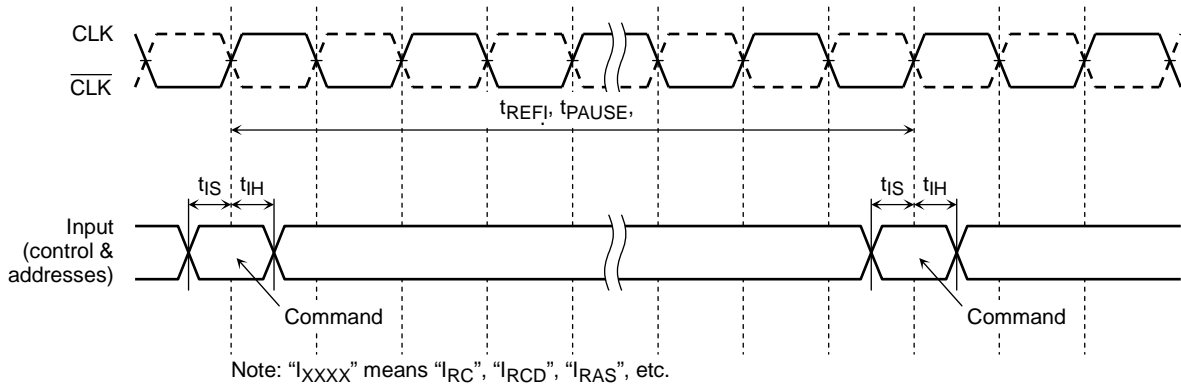 CLK
CLK
tREFI, tPAUSE,
tIS tIH tIS tIH
Input
(control &
addresses)
Command Command
Note: “IXXXX” means “IRC”, “IRCD”, “IRAS”, etc.